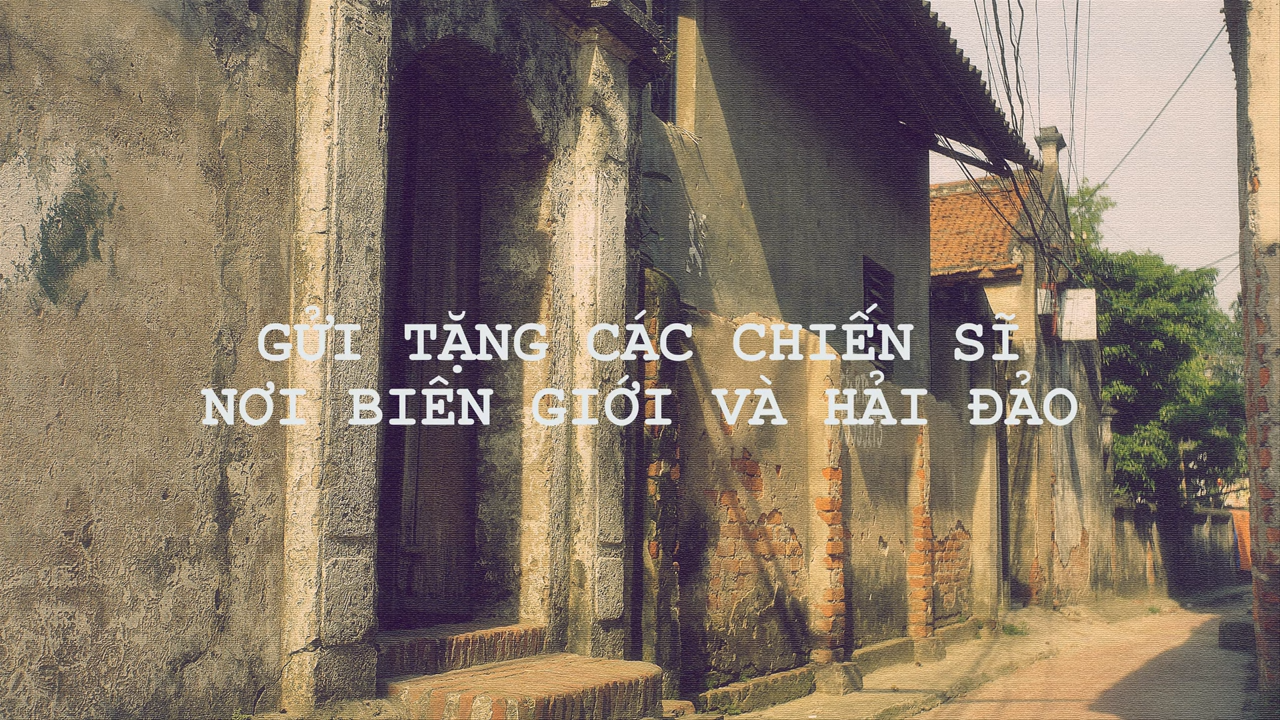 GỬI TẶNG CÁC CHIẾN SĨ
NƠI BIÊN GIỚI VÀ HẢI ĐẢO